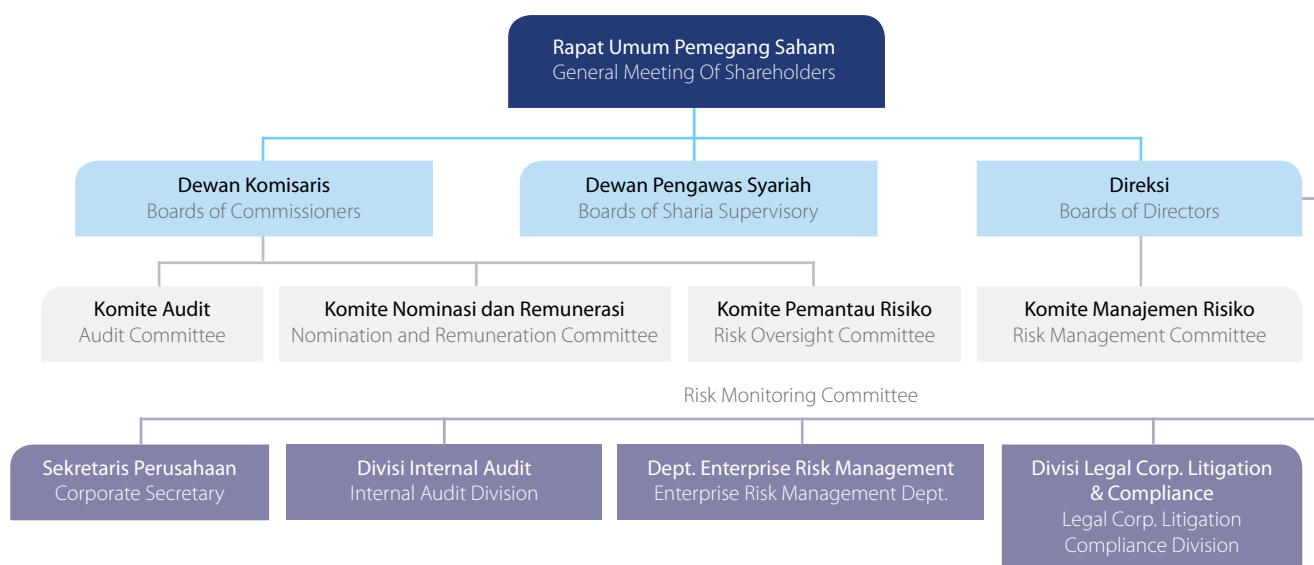 Rapat Umum Pemegang Saham
General Meeting Of Shareholders
Dewan Komisaris
Boards of Commissioners
Dewan Pengawas Syariah
Boards of Sharia Supervisory
Direksi
Boards of Directors
Komite Audit
Audit Committee
Komite Nominasi dan Remunerasi
Nomination and Remuneration Committee
Komite Pemantau Risiko
Risk Oversight Committee
Komite Manajemen Risiko
Risk Management Committee
Risk Monitoring Committee
Sekretaris Perusahaan
Corporate Secretary
Divisi Internal Audit
Internal Audit Division
Dept. Enterprise Risk Management
Enterprise Risk Management Dept.
Divisi Legal Corp. Litigation
& Compliance
Legal Corp. Litigation
Compliance Division